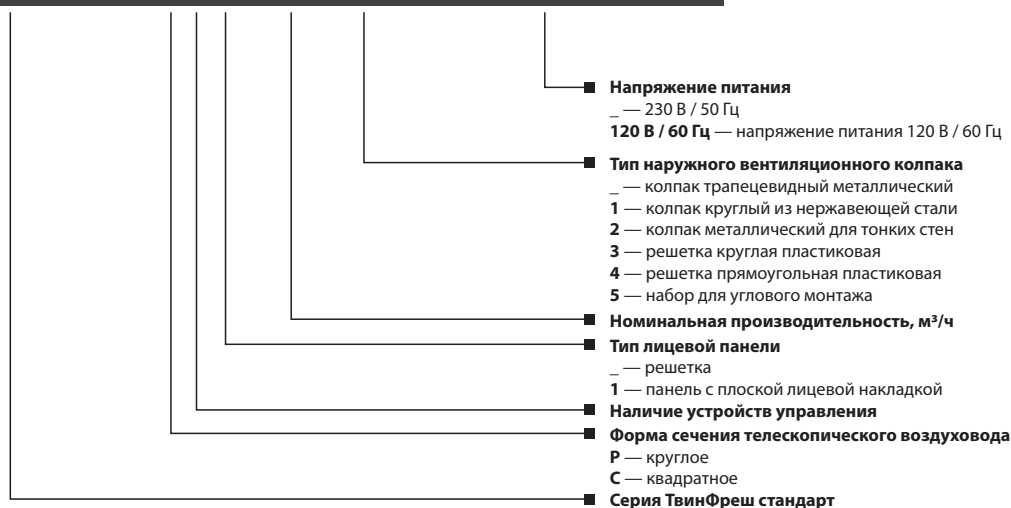 Напряжение питания
_ — 230 В / 50 Гц
120 В / 60 Гц — напряжение питания 120 В / 60 Гц
Тип наружного вентиляционного колпака
_ — колпак трапецевидный металлический
1 — колпак круглый из нержавеющей стали
2 — колпак металлический для тонких стен
3 — решетка круглая пластиковая
4 — решетка прямоугольная пластиковая
5 — набор для углового монтажа
Номинальная производительность, м³/ч
Тип лицевой панели
_ — решетка
1 — панель с плоской лицевой накладкой
Наличие устройств управления
Форма сечения телескопического воздуховода
Р — круглое
С — квадратное
Серия ТвинФреш стандарт